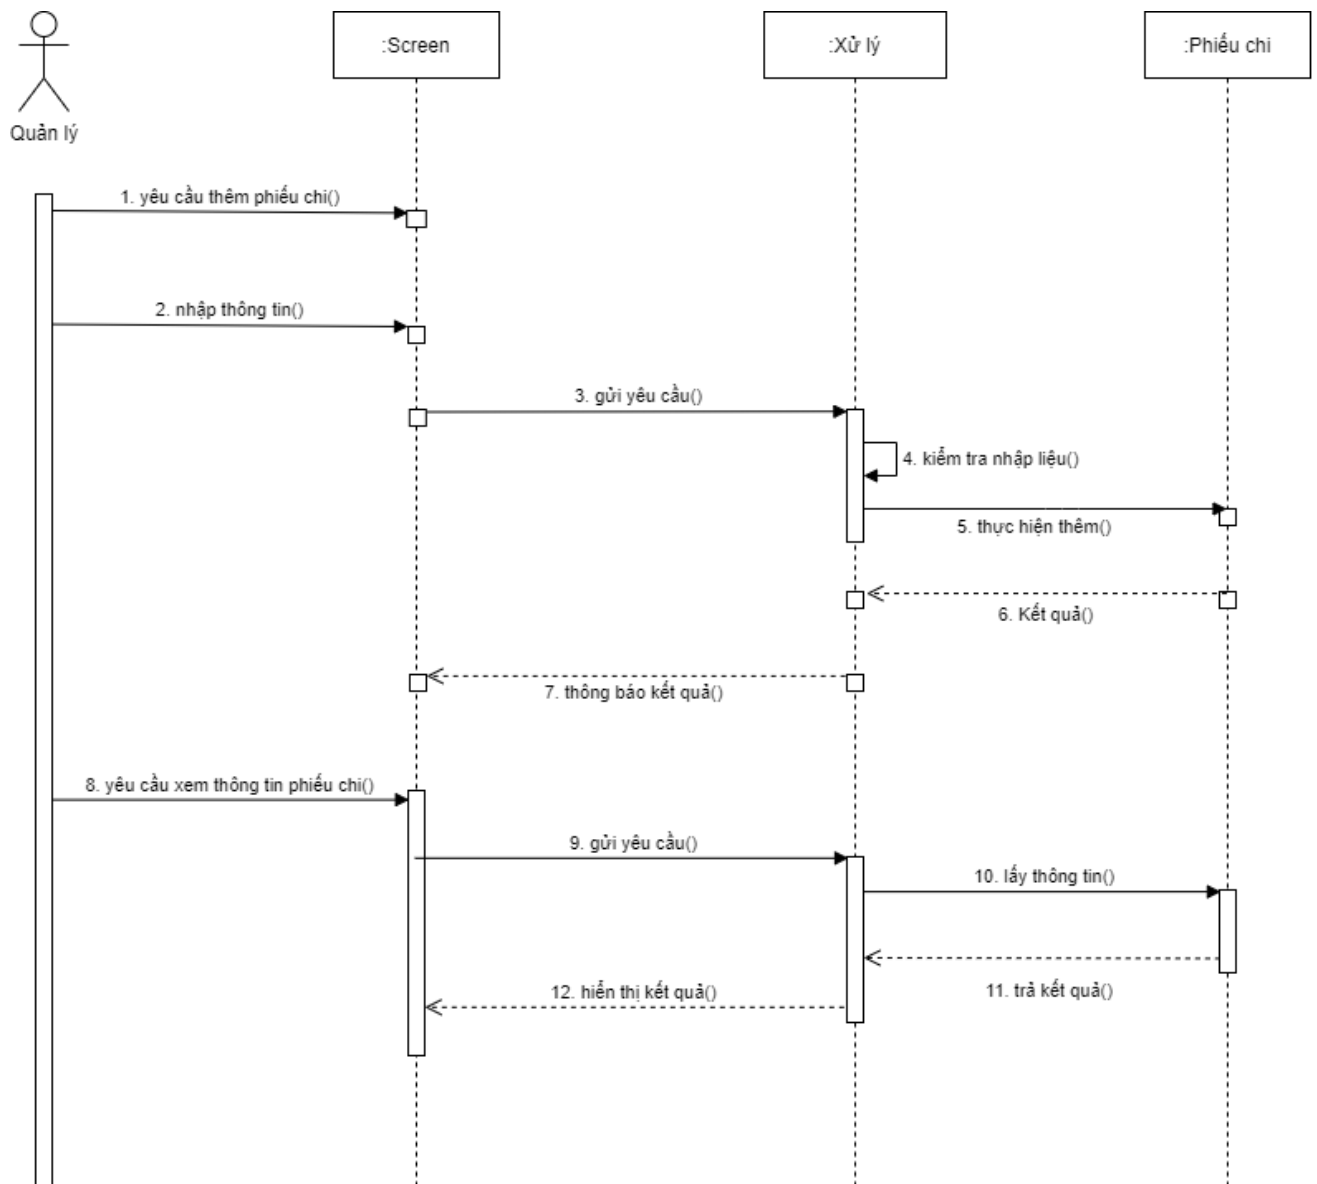 :Screen
:Xử lý
:Phiếu chi
Quản lý
1. yêu cầu thêm phiếu chi()
2. nhập thông tin()
3. gửi yêu cầu()
4. kiểm tra nhập liệu()
5. thực hiện thêm()
6. Kết quả()
7. thông báo kết quả()
8. yêu cầu xem thông tin phiếu chi()
9. gửi yêu cầu()
10. lấy thông tin()
11. trả kết quả()
12. hiển thị kết quả()